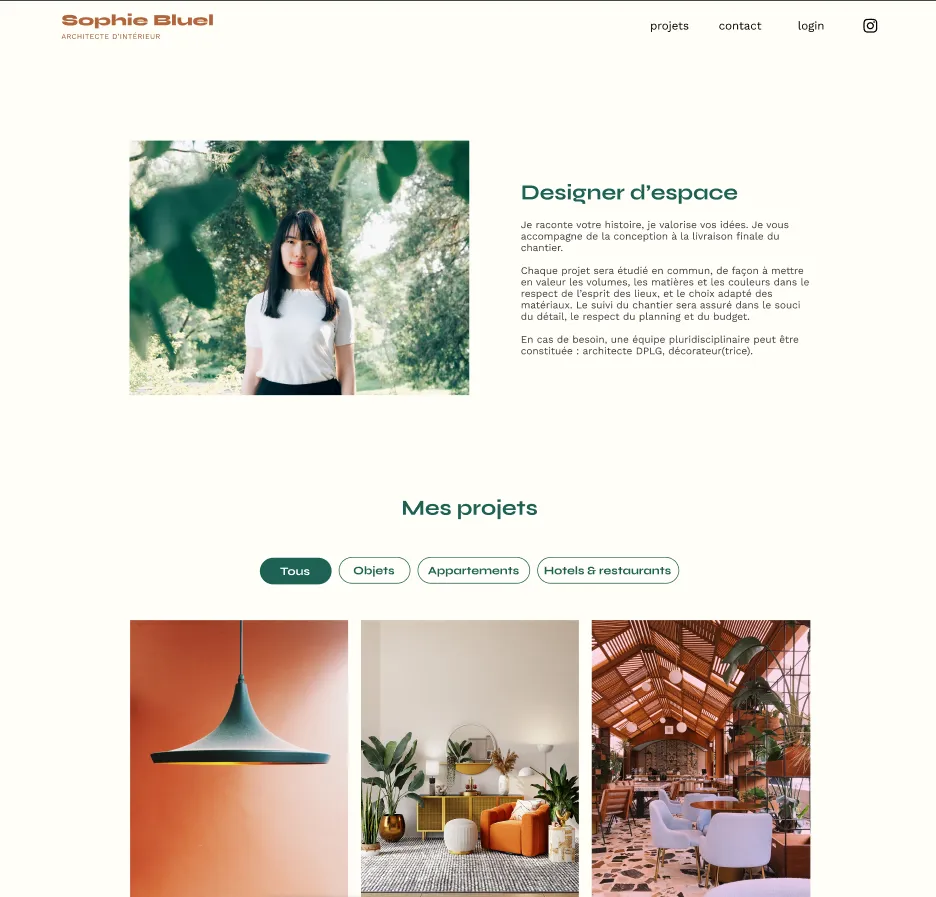 Sophie Bluel
ARCHITECTE D'INTÉRIEUR
projets contact login
Designer d'espace
Je raconte votre histoire, je valorise vos idées. Je vous
accompagne de la conception à la livraison finale du
chantier.
Chaque projet sera étudié en commun, de façon à mettre
en valeur les volumes, les matières et les couleurs dans le
respect de l'esprit des lieux, et le choix adapté des
matériaux. Le suivi du chantier sera assuré dans le souci
du détail, le respect du planning et du budget.
En cas de besoin, une équipe pluridisciplinaire peut être
constituée : architecte DPLG, décorateur(trice).
Mes projets
Tous Objets Appartements Hotels & restaurants